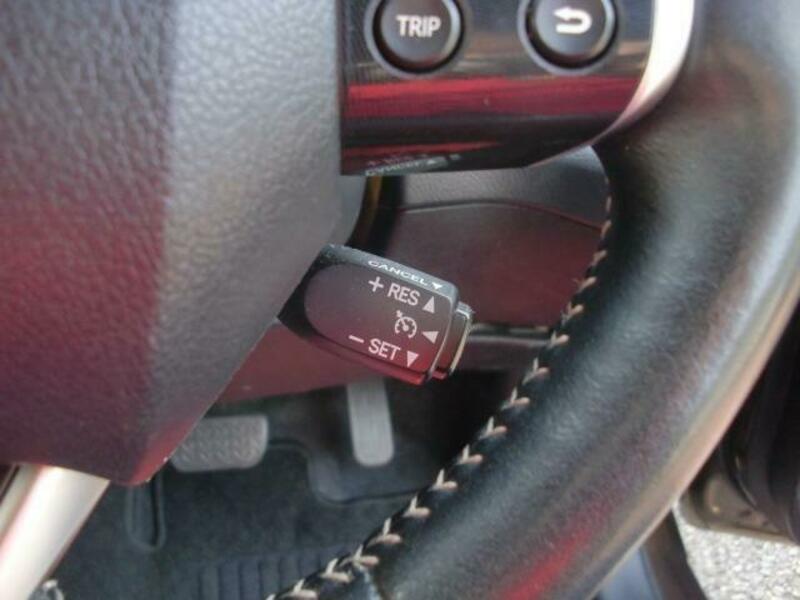 TRIP
CANCEL
+ RES
- SET